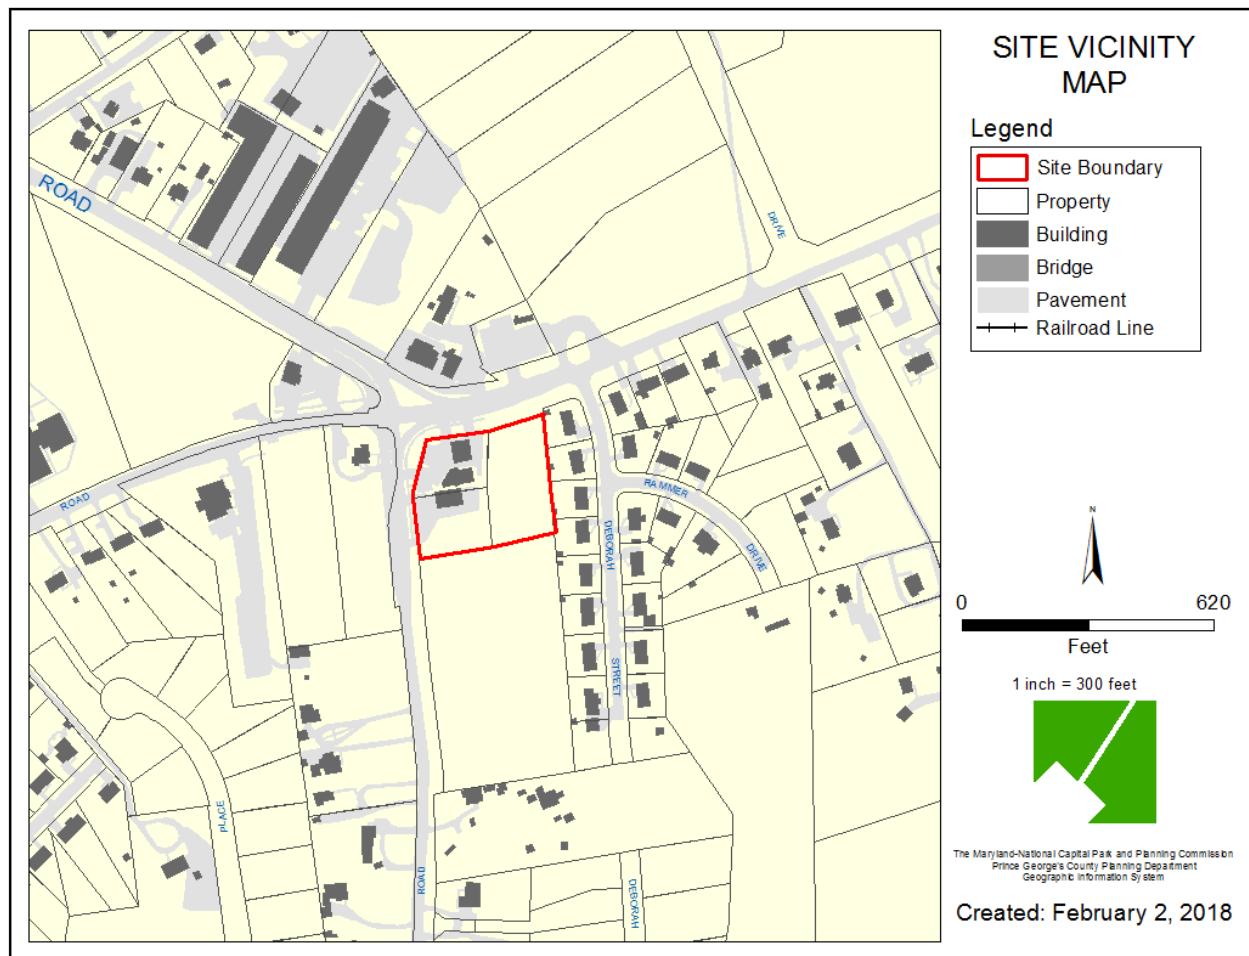 SITE VICINITY
MAP
Legend
Site Boundary
Property
Building
Bridge
Pavement
Railroad Line
N
0 620
Feet
1 inch = 300 feet
The Maryland-National Capital Park and Planning Commission
Prince George's County Planning Department
Geographic Information System
Created: February 2, 2018
ROAD
DRIVE
ROAD
RAMMER
DRIVE
DEBORAH
STREET
PLACE
ROAD
DEBORAH